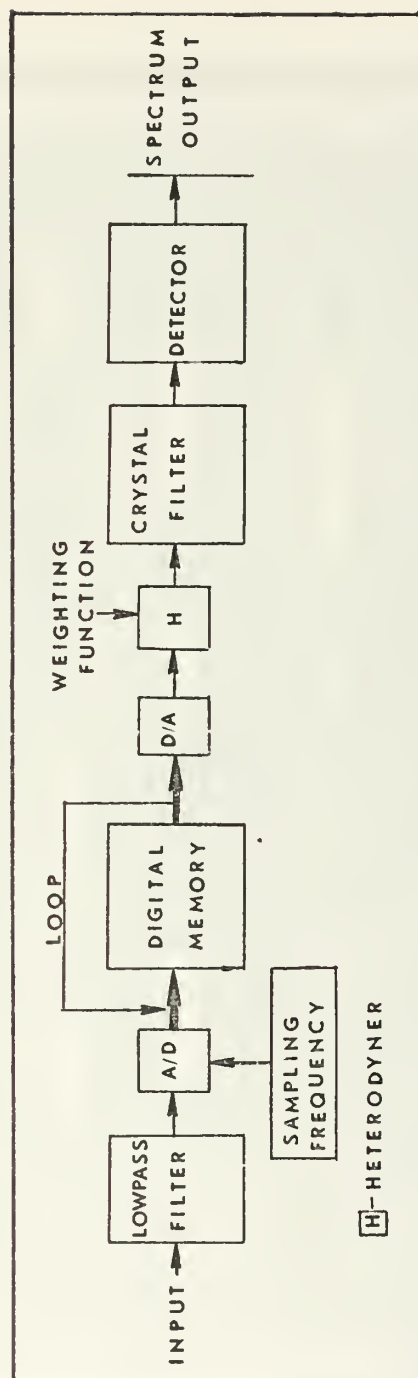 INPUT
LOWPASS
FILTER
A/D
SAMPLING
FREQUENCY
LOOP
DIGITAL
MEMORY
D/A
WEIGHTING
FUNCTION
H
CRYSTAL
FILTER
DETECTOR
SPECTRUM
OUTPUT
H-HETERODYNER